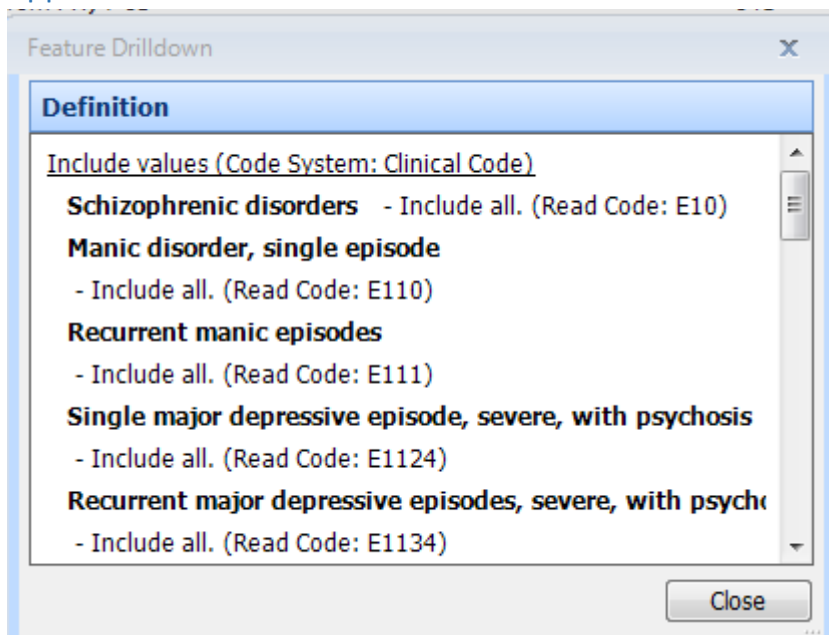 Feature Drilldown
Definition
Include values (Code System: Clinical Code)
Schizophrenic disorders - Include all. (Read Code: E10)
Manic disorder, single episode
- Include all. (Read Code: E110)
Recurrent manic episodes
- Include all. (Read Code: E111)
Single major depressive episode, severe, with psychosis
- Include all. (Read Code: E1124)
Recurrent major depressive episodes, severe, with
- Include all. (Read Code: E1134)
Close